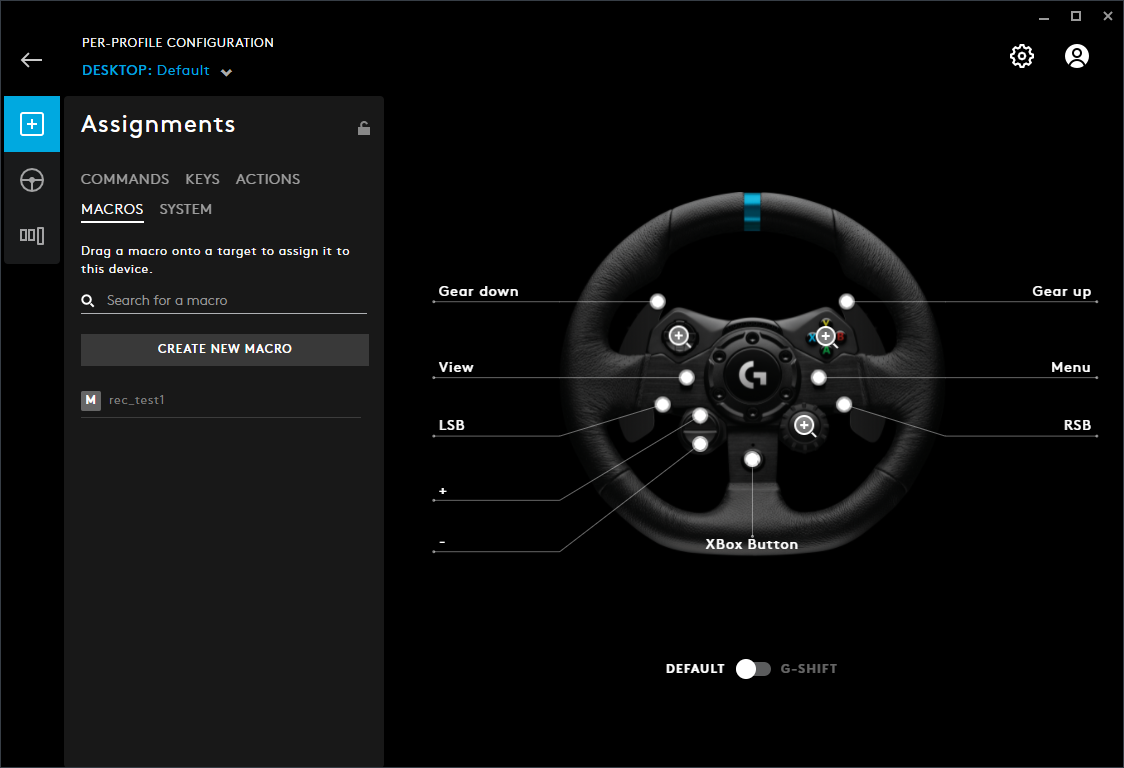 PER-PROFILE CONFIGURATION
DESKTOP: Default
Assignments
COMMANDS KEYS ACTIONS
MACROS SYSTEM
Drag a macro onto a target to assign it to
this device.
Search for a macro
CREATE NEW MACRO
M rec_test1
Gear down
Gear up
Y
X B
A
View
Menu
G
LSB
RSB
+
-
XBox Button
DEFAULT G-SHIFT